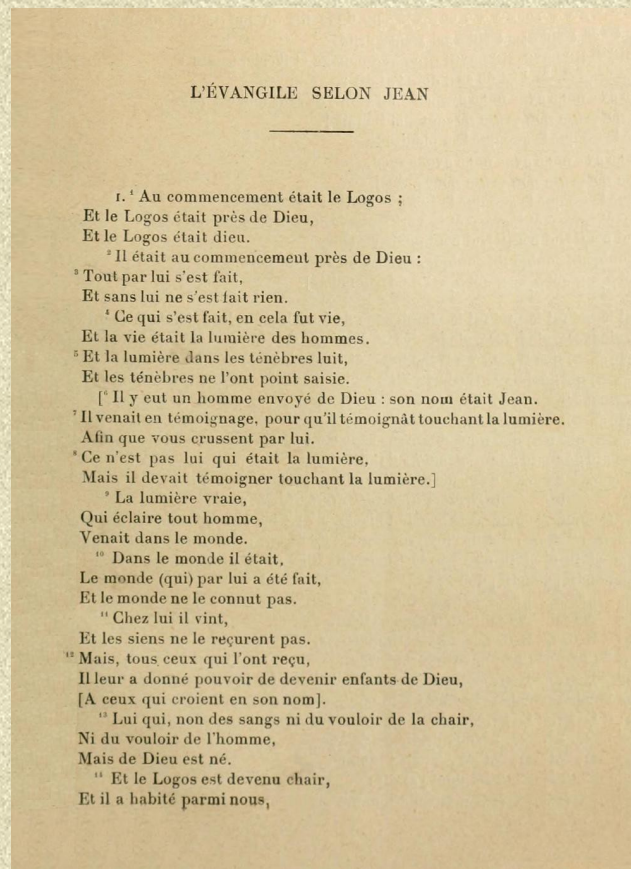 L'ÉVANGILE SELON JEAN
1. ¹ Au commencement était le Logos ;
Et le Logos était près de Dieu,
Et le Logos était dieu.
² Il était au commencement près de Dieu :
³ Tout par lui s'est fait,
Et sans lui ne s'est fait rien.
⁴ Ce qui s'est fait, en cela fut vie,
Et la vie était la lumière des hommes.
⁵ Et la lumière dans les ténèbres luit,
Et les ténèbres ne l'ont point saisie.
[⁶ Il y eut un homme envoyé de Dieu : son nom était Jean.
⁷ Il venait en témoignage, pour qu'il témoignât touchant la lumière.
Afin que vous crussent par lui.
⁸ Ce n'est pas lui qui était la lumière,
Mais il devait témoigner touchant la lumière.]
⁹ La lumière vraie,
Qui éclaire tout homme,
Venait dans le monde.
¹⁰ Dans le monde il était,
Le monde (qui) par lui a été fait,
Et le monde ne le connut pas.
¹¹ Chez lui il vint,
Et les siens ne le reçurent pas.
¹² Mais, tous ceux qui l'ont reçu,
Il leur a donné pouvoir de devenir enfants de Dieu,
[A ceux qui croient en son nom].
¹³ Lui qui, non des sangs ni du vouloir de la chair,
Ni du vouloir de l'homme,
Mais de Dieu est né.
¹⁴ Et le Logos est devenu chair,
Et il a habité parmi nous,